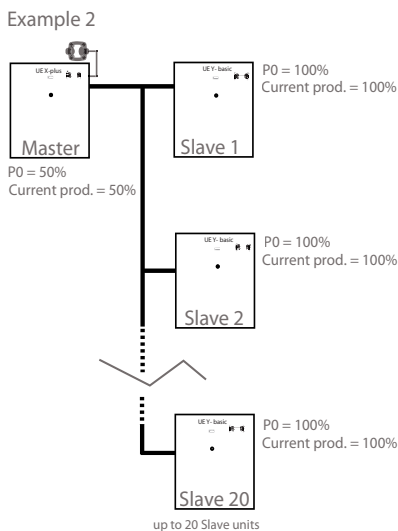 Example 2
UE X-plus
Master
P0 = 50%
Current prod. = 50%
UE Y- basic
Slave 1
P0 = 100%
Current prod. = 100%
UE Y- basic
Slave 2
P0 = 100%
Current prod. = 100%
UE Y- basic
Slave 20
P0 = 100%
Current prod. = 100%
up to 20 Slave units